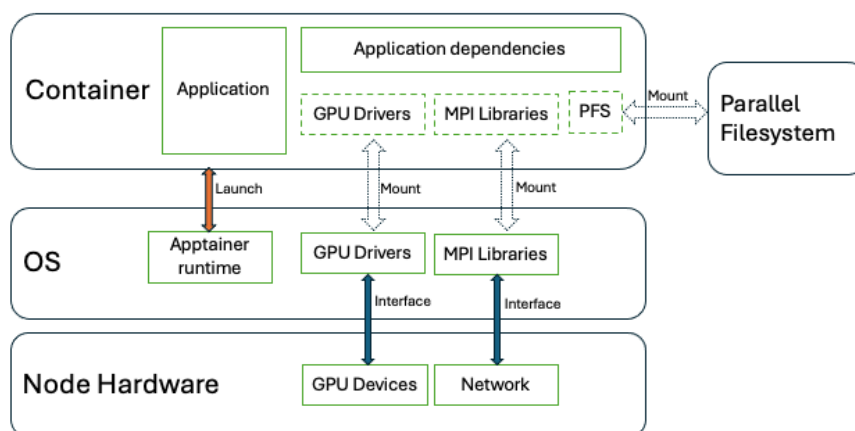 Application dependencies
Container
Application
GPU Drivers
MPI Libraries
PFS
Mount
Parallel
Filesystem
Launch
Mount
Mount
OS
Apptainer
runtime
GPU Drivers
MPI Libraries
Interface
Interface
Node Hardware
GPU Devices
Network